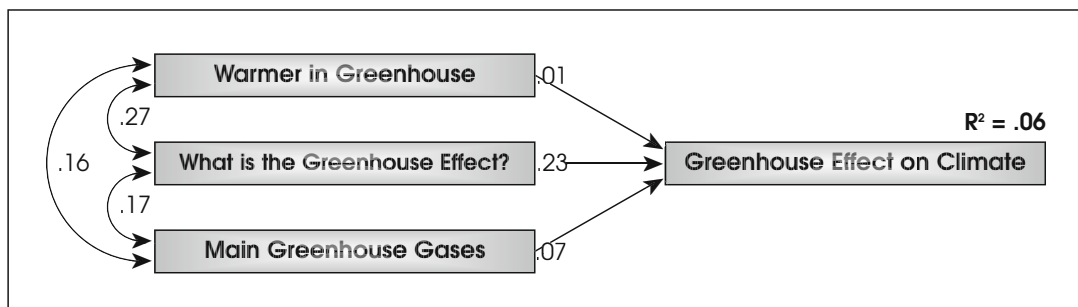 Warmer in Greenhouse
.01
.27
R² = .06
.16
What is the Greenhouse Effect?
.23
Greenhouse Effect on Climate
.17
Main Greenhouse Gases
.07